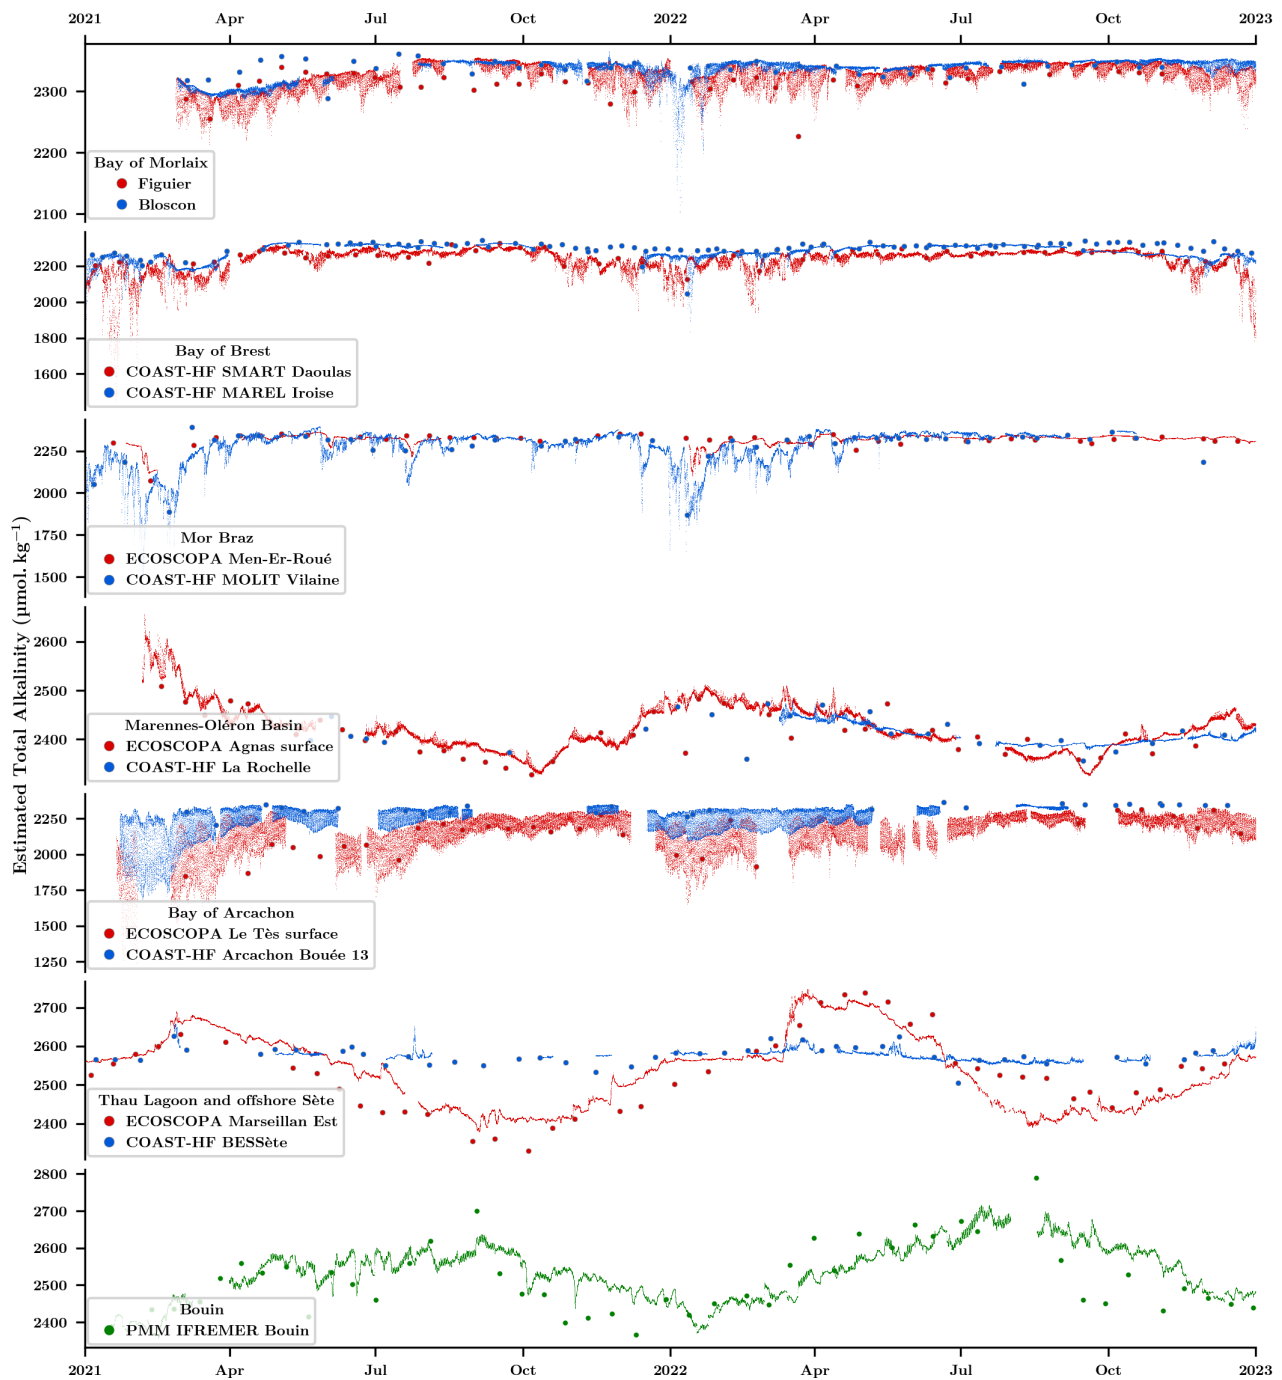 2021 Apr Jul Oct 2022 Apr Jul Oct 2023
Estimated Total Alkalinity (µmol. kg−1)
2300
2200
2100
Bay of Morlaix
Figuier
Bloscon
2200
2000
1800
1600
Bay of Brest
COAST-HF SMART Daoulas
COAST-HF MAREL Iroise
2250
2000
1750
1500
Mor Braz
ECOSCOPA Men-Er-Roué
COAST-HF MOLIT Vilaine
2600
2500
2400
Marennes-Oléron Basin
ECOSCOPA Agnas surface
COAST-HF La Rochelle
2250
2000
1750
1500
1250
Bay of Arcachon
ECOSCOPA Le Tès surface
COAST-HF Arcachon Bouée 13
2700
2600
2500
2400
Thau Lagoon and offshore Sète
ECOSCOPA Marseillan Est
COAST-HF BESSète
2800
2700
2600
2500
2400
Bouin
PMM IFREMER Bouin
2021 Apr Jul Oct 2022 Apr Jul Oct 2023